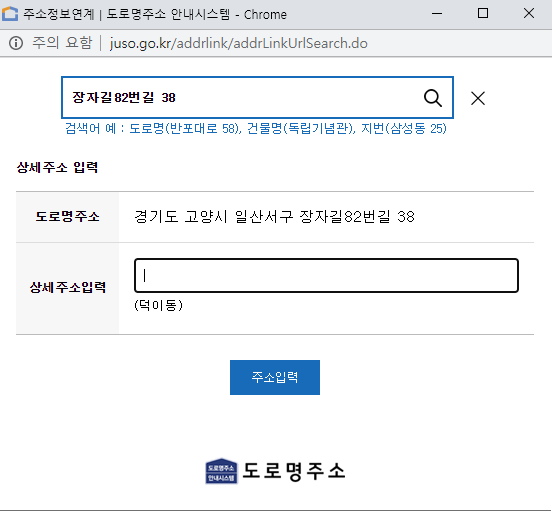 주소정보연계 | 도로명주소 안내시스템 - Chrome
주의 요함 | juso.go.kr/addrlink/addrLinkUrlSearch.do
장자길82번길 38
검색어 예 : 도로명(반포대로 58), 건물명(독립기념관), 지번(삼성동 25)
상세주소 입력
도로명주소 경기도 고양시 일산서구 장자길82번길 38
상세주소입력
(덕이동)
주소입력
도로명주소 안내시스템 도로명주소